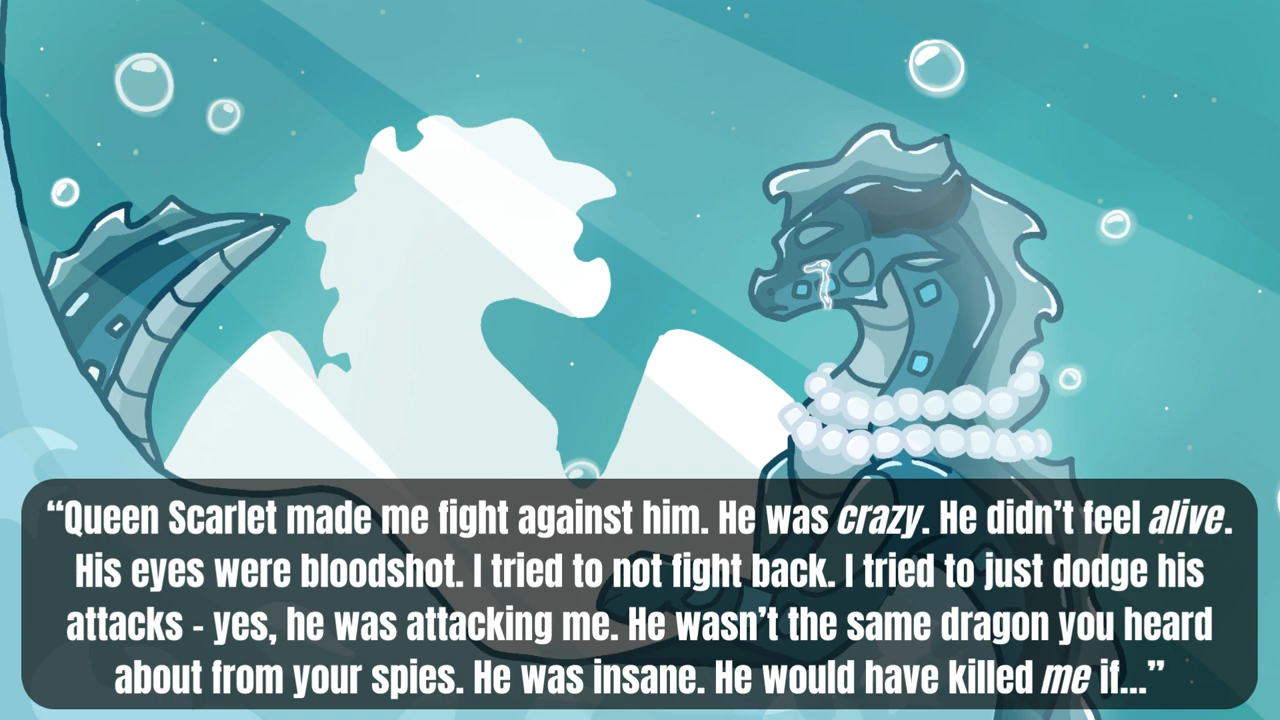 “Queen Scarlet made me fight against him. He was crazy. He didn’t feel alive.
His eyes were bloodshot. I tried to not fight back. I tried to just dodge his
attacks - yes, he was attacking me. He wasn’t the same dragon you heard
about from your spies. He was insane. He would have killed me if...”